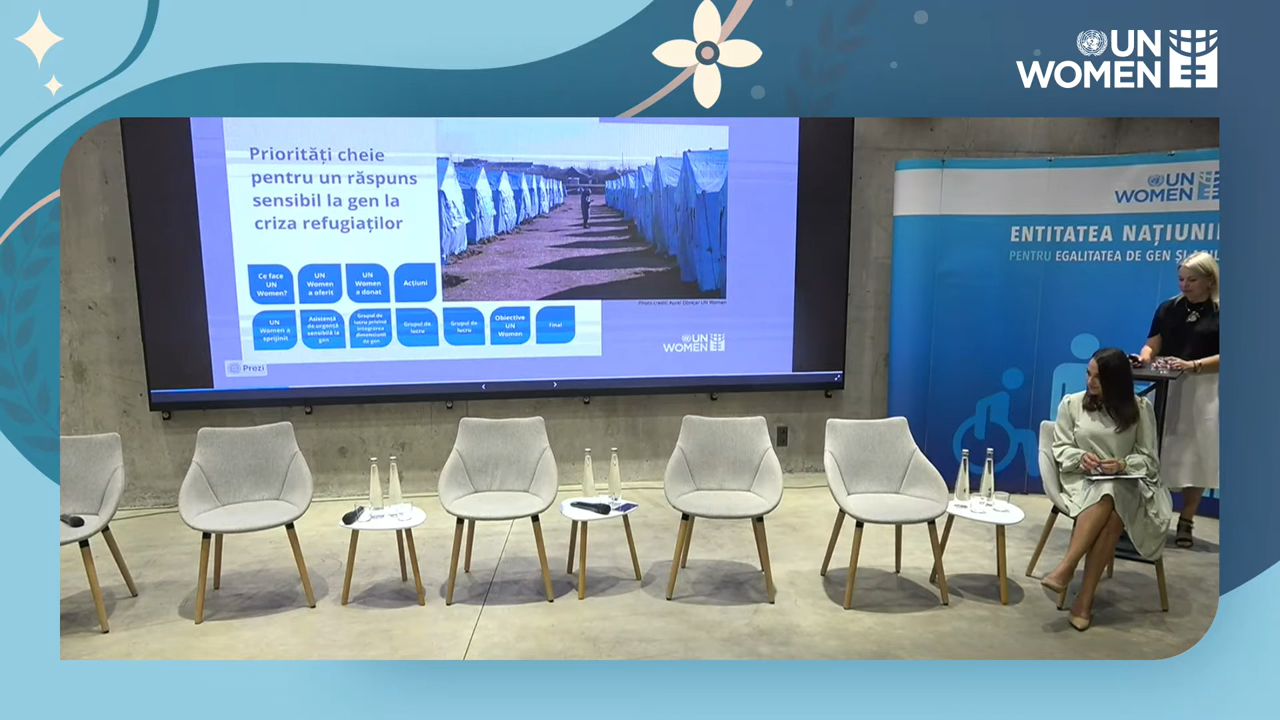 UN
WOMEN
Priorități cheie
pentru un răspuns
sensibil la gen la
criza refugiaților
Ce face
UN
Women?
UN
Women
a oferit
UN
Women
a donat
Acțiuni
UN
Women a
sprijinit
Asistență
de urgență
sensibilă la
gen
Grupul de
lucru privind
integrarea
dimensiunii
de gen
Grupul de
lucru
Grupul de
lucru
Obiective
UN
Women
Final
UN
WOMEN
Prezi
UN
WOMEN
ENTITATEA NAȚIUNI
PENTRU EGALITATEA DE GEN ȘI